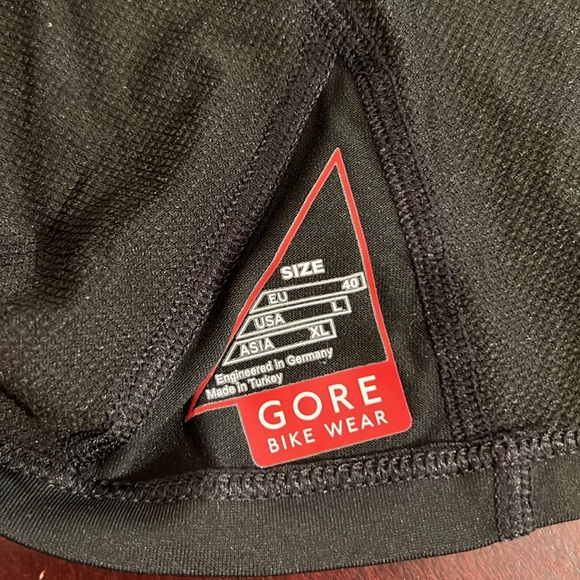 SIZE
EU 40
USA L
ASIA XL
Engineered in Germany
Made in Turkey
GORE
BIKE WEAR